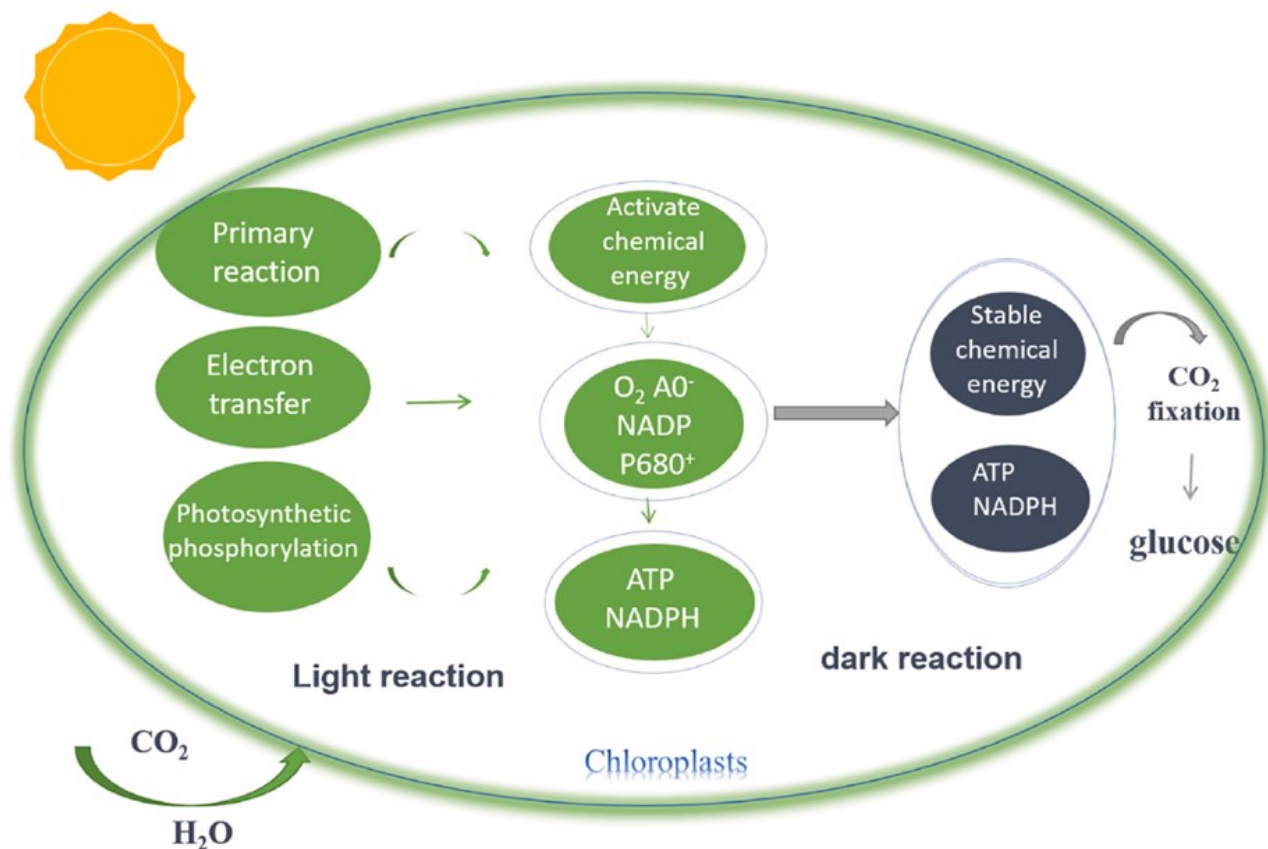 Primary
reaction
Electron
transfer
Photosynthetic
phosphorylation
Activate
chemical
energy
O₂ A0⁻
NADP
P680⁺
ATP
NADPH
Stable
chemical
energy
ATP
NADPH
CO₂
fixation
glucose
Light reaction
dark reaction
Chloroplasts
CO₂
H₂O